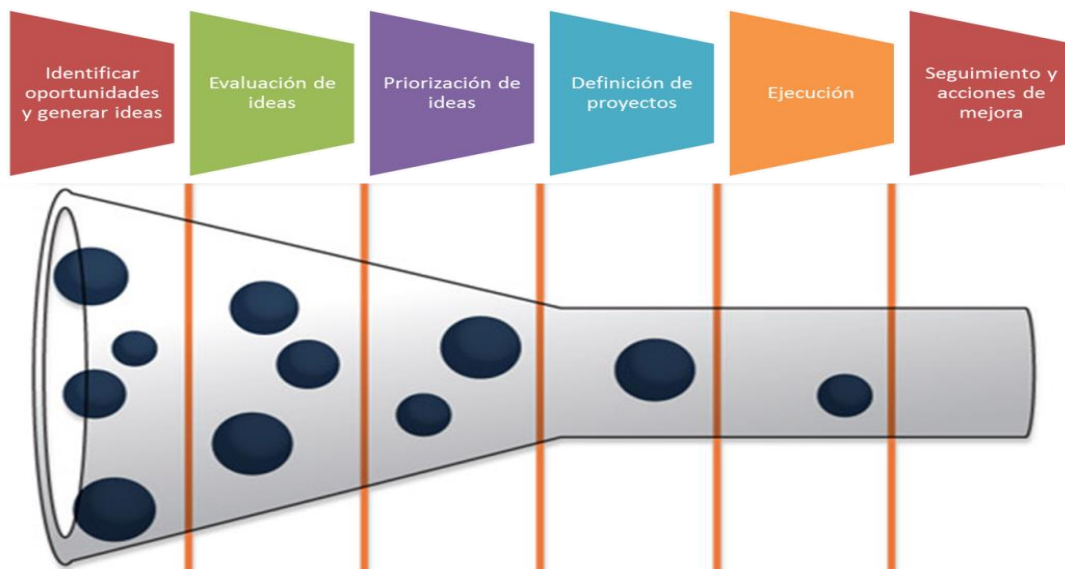 Identificar
oportunidades
y generar ideas
Evaluación de
ideas
Priorización de
ideas
Definición de
proyectos
Ejecución
Seguimiento y
acciones de
mejora